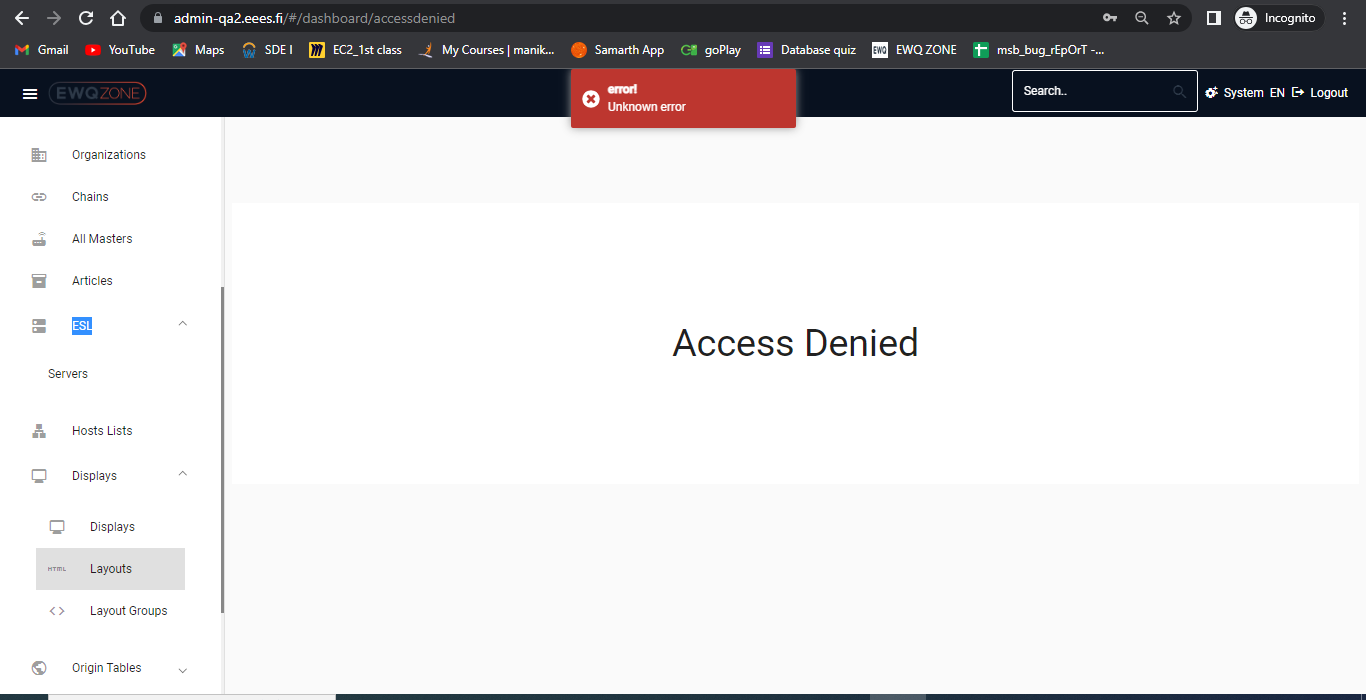 admin-qa2.eees.fi/#/dashboard/accessdenied
Incognito
Gmail
YouTube
Maps
SDE I
EC2_1st class
My Courses | manik...
Samarth App
goPlay
Database quiz
EWQ
EWQ ZONE
msb_bug_rEpOrT -...
EWQZONE
error!
Unknown error
Search..
System
EN
Logout
Organizations
Chains
All Masters
Articles
ESL
Servers
Hosts Lists
Displays
Displays
HTML
Layouts
<> Layout Groups
Origin Tables
Access Denied